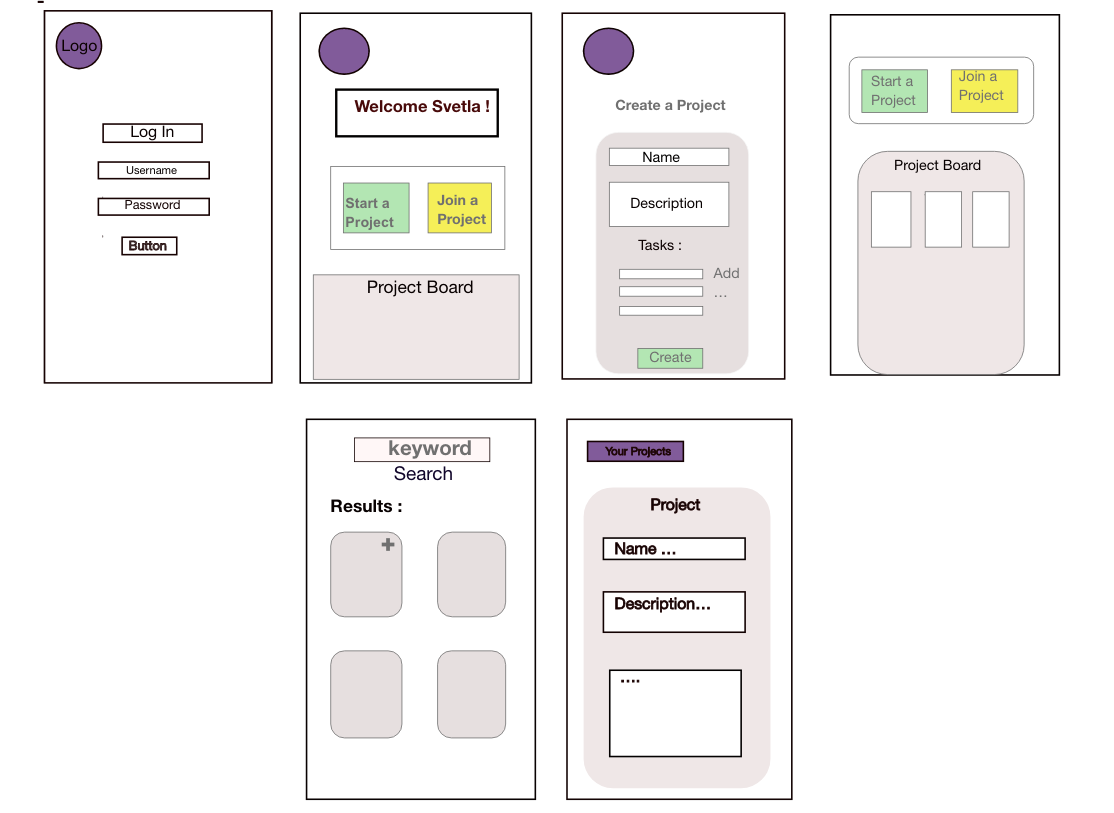 Logo
Log In
Username
Password
Button
Welcome Svetla !
Start a
Project
Join a
Project
Project Board
Create a Project
Name
Description
Tasks :
Add
...
Create
Start a
Project
Join a
Project
Project Board
keyword
Search
Results :
Your Projects
Project
Name ...
Description...
....